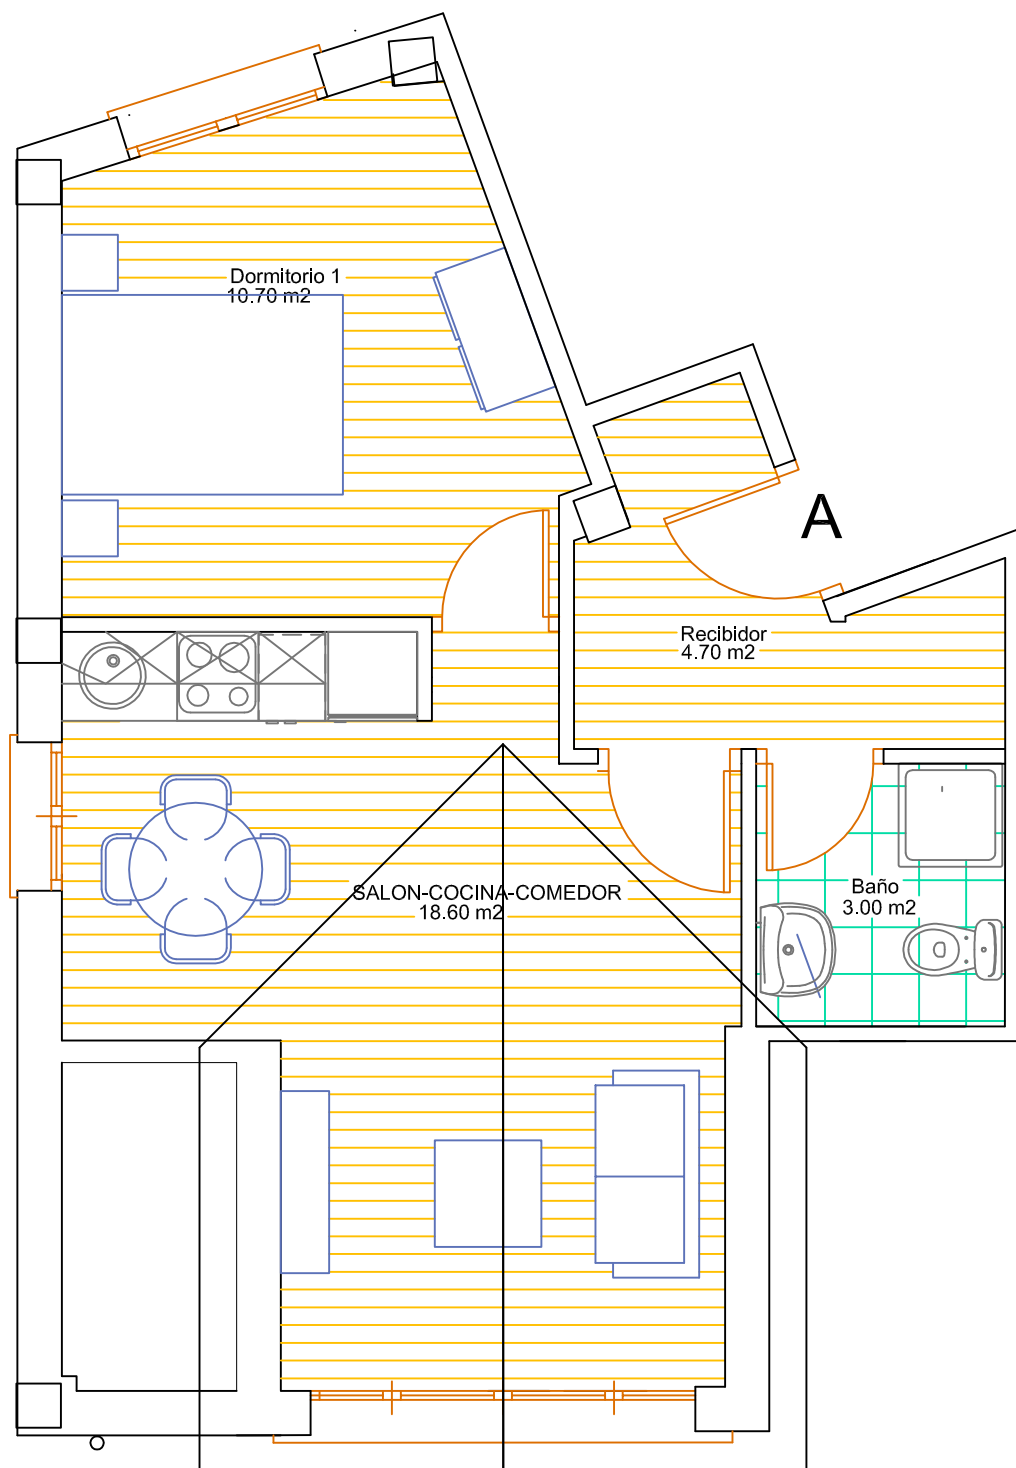 Dormitorio 1
10.70 m2
A
Recibidor
4.70 m2
SALON-COCINA-COMEDOR
18.60 m2
Baño
3.00 m2